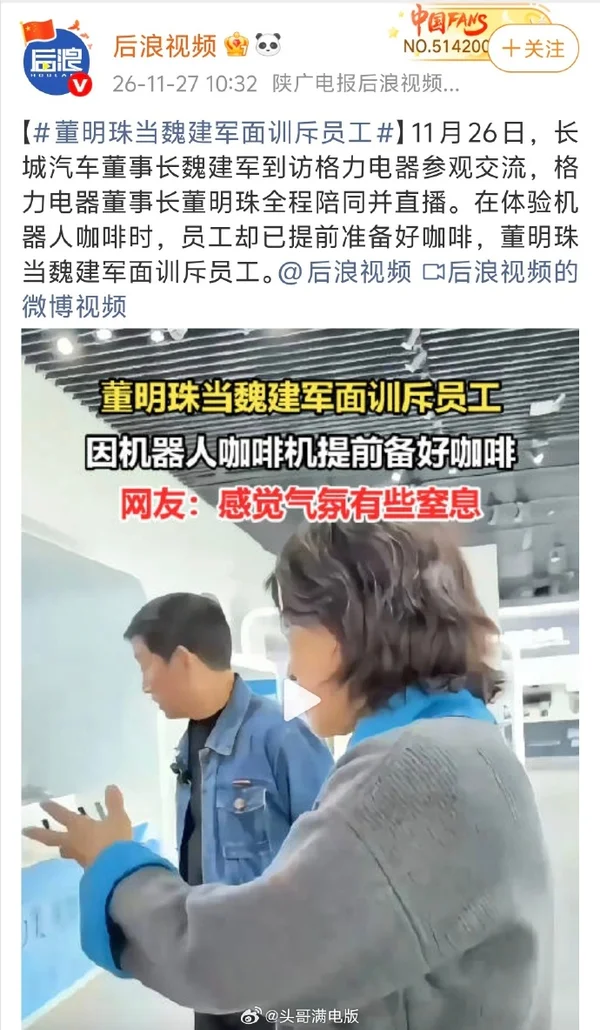 中国FANS
NO.514200
后浪
HOULANG
后浪视频
+关注
26-11-27 10:32 陕广电报后浪视频...
【#董明珠当魏建军面训斥员工#】11月26日，长
城汽车董事长魏建军到访格力电器参观交流，格
力电器董事长董明珠全程陪同并直播。在体验机
器人咖啡时，员工却已提前准备好咖啡，董明珠
当魏建军面训斥员工。@后浪视频 后浪视频的
微博视频
董明珠当魏建军面训斥员工
因机器人咖啡机提前备好咖啡
网友：感觉气氛有些窒息
@头哥满电版